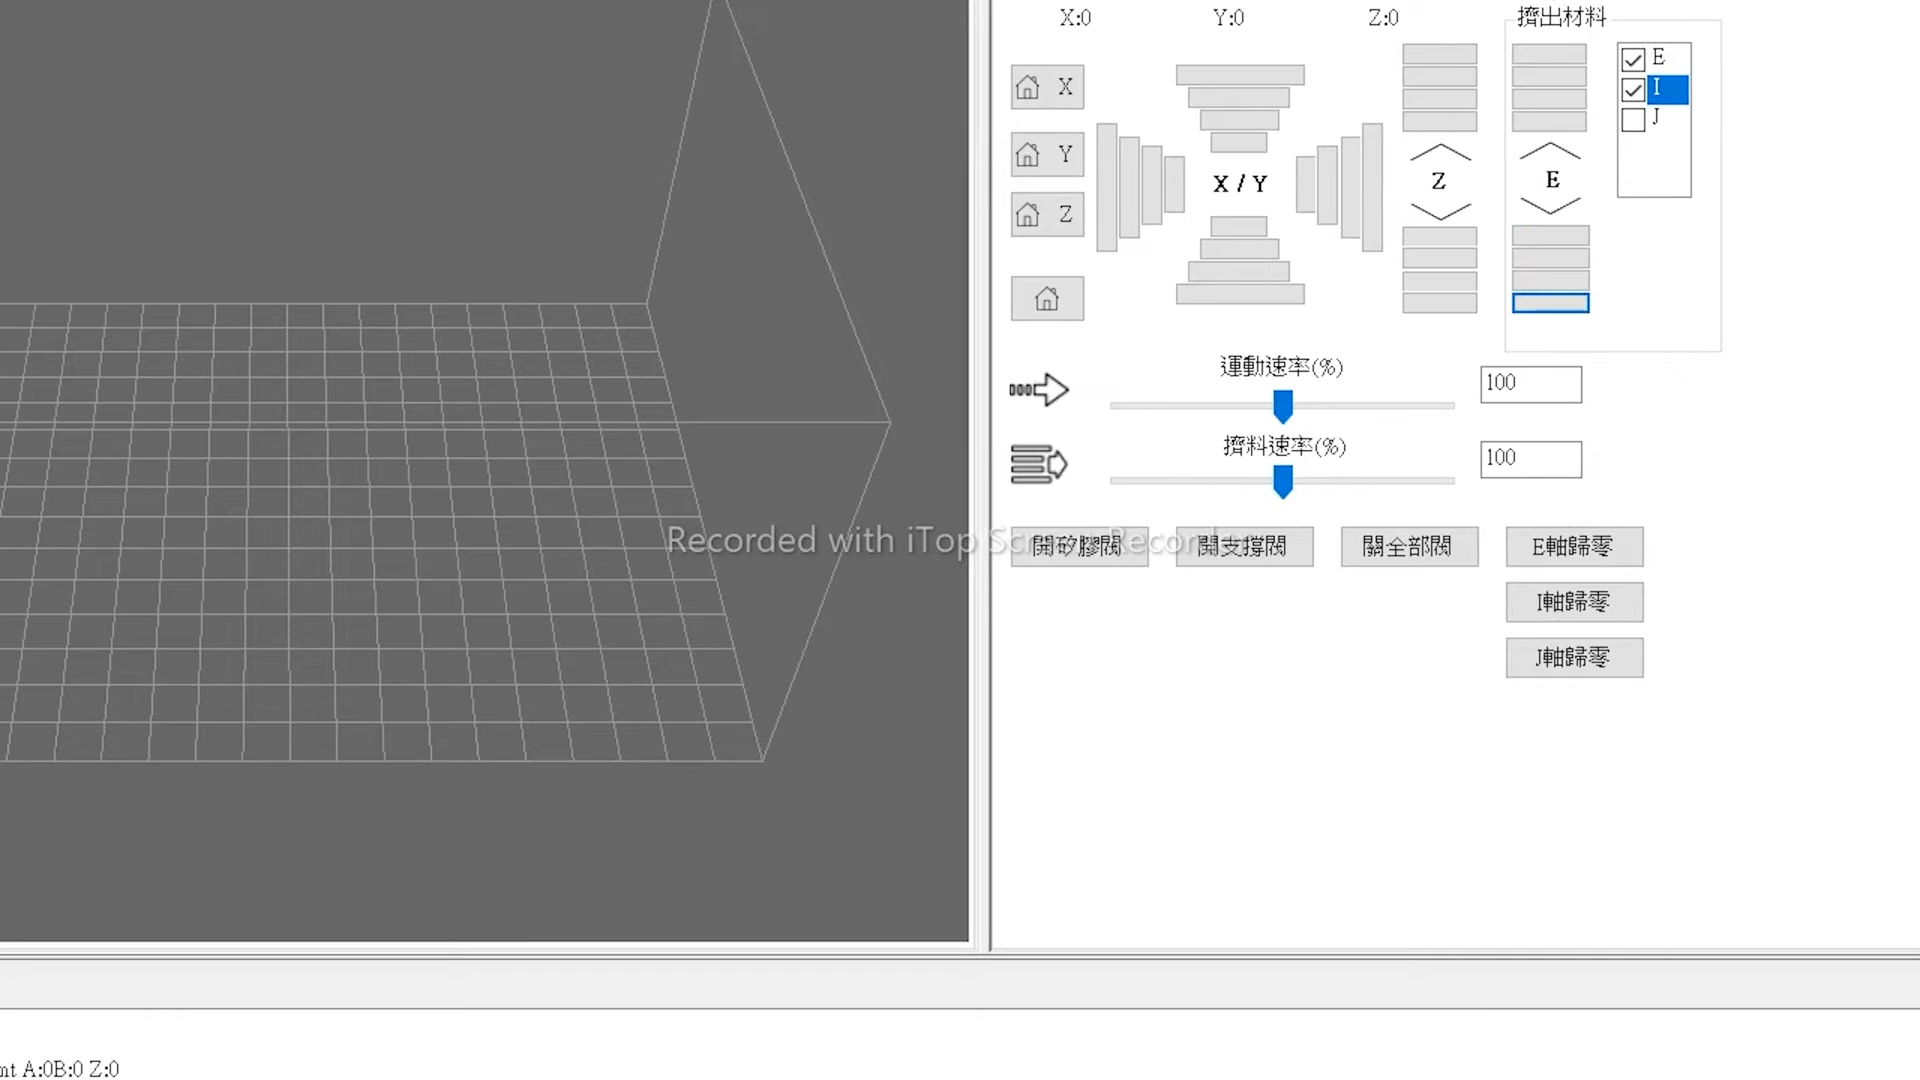 X:0 Y:0 Z:0 擠出材料
E
X
I
J
Y
X / Y
Z
E
Z
運動速率(%)
100
擠料速率(%)
100
Recorded with iTop Screen Recorder
開矽膠閥 開支撐閥 關全部閥 E軸歸零
I軸歸零
J軸歸零
nt A:0B:0 Z:0